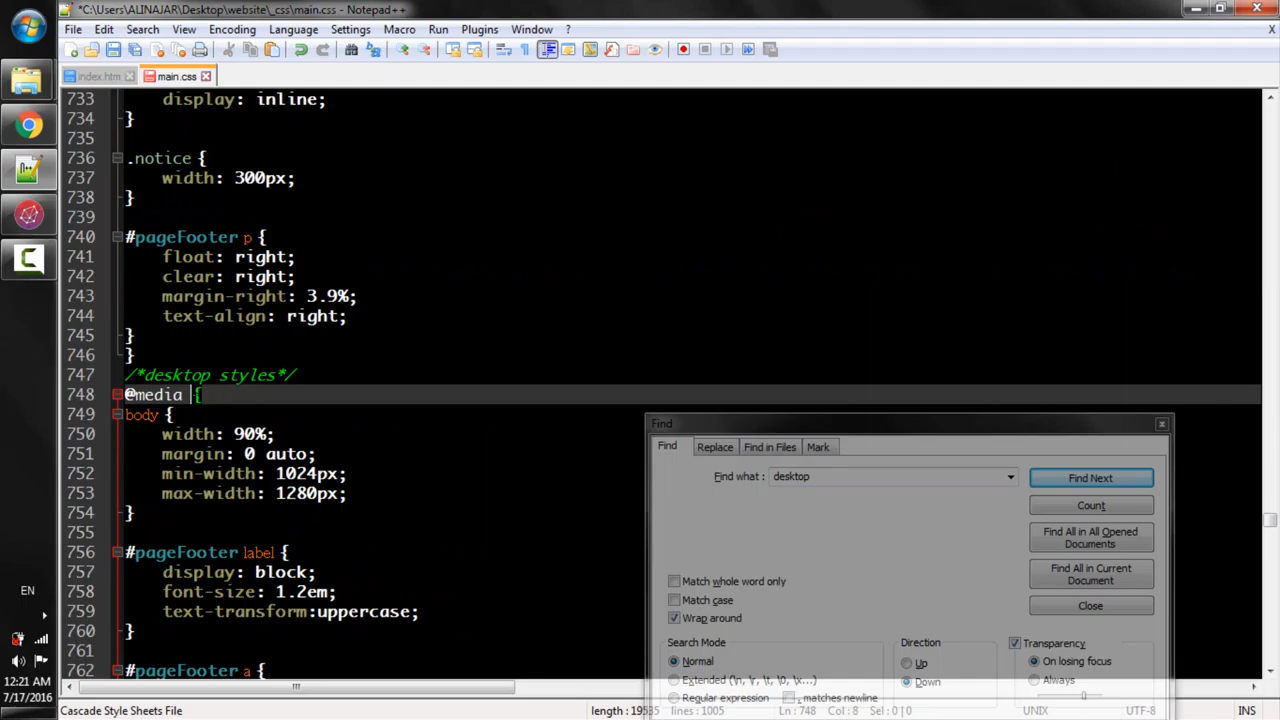 *C:\Users\ALINAJAR\Desktop\website\_css\main.css - Notepad++
File Edit Search View Encoding Language Settings Macro Run Plugins Window ?
index.htm main.css
733 display: inline;
734 }
735
736 .notice {
737 width: 300px;
738 }
739
740 #pageFooter p {
741 float: right;
742 clear: right;
743 margin-right: 3.9%;
744 text-align: right;
745 }
746 }
747 /*desktop styles*/
748 @media {
749 body {
750 width: 90%;
751 margin: 0 auto;
752 min-width: 1024px;
753 max-width: 1280px;
754 }
755
756 #pageFooter label {
757 display: block;
758 font-size: 1.2em;
759 text-transform:uppercase;
760 }
761
762 #pageFooter a {
Find
Find Replace Find in Files Mark
Find what : desktop
Find Next
Count
Find All in All Opened Documents
Find All in Current Document
Close
Match whole word only
Match case
Wrap around
Search Mode
Normal
Extended (\n, \r, \t, \0, \x...)
Regular expression . matches newline
Direction
Up
Down
Transparency
On losing focus
Always
EN
12:21 AM
7/17/2016
Cascade Style Sheets File length : 19535 lines : 1005 Ln : 748 Col : 8 Sel : 0 | 0 UNIX UTF-8 INS